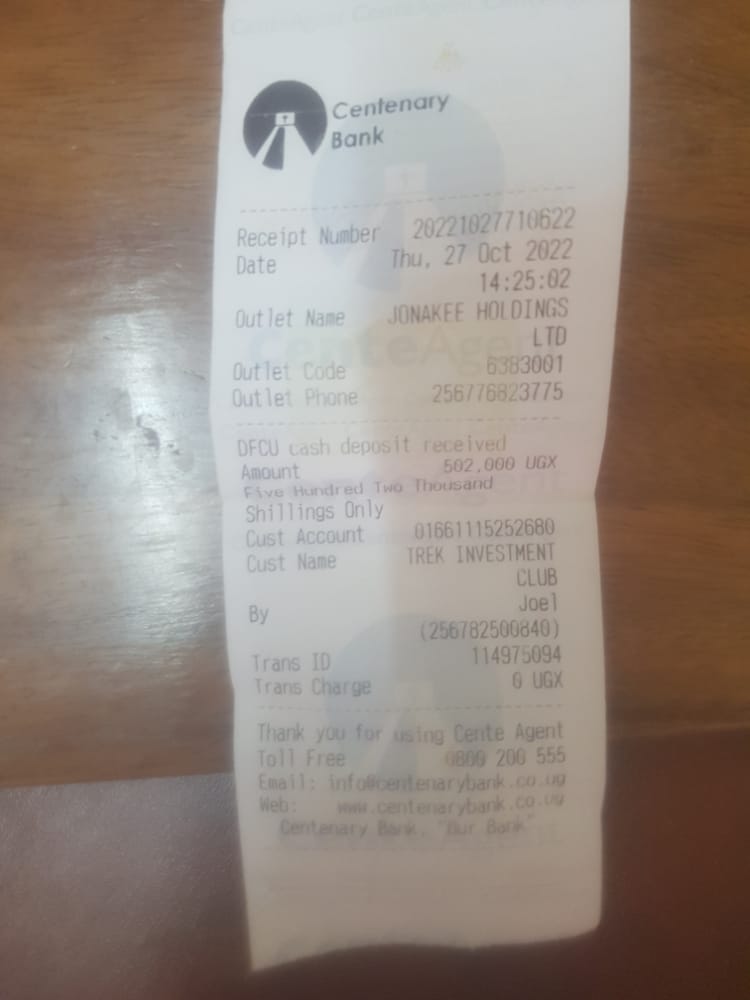 Centenary
Bank
Receipt Number 20221027710622
Date Thu, 27 Oct 2022
14:25:02
Outlet Name JONAKEE HOLDINGS
LTD
Outlet Code 6383001
Outlet Phone 256776823775
DFCU cash deposit received
Amount 502,000 UGX
Five Hundred Two Thousand
Shillings Only
Cust Account 01661115252680
Cust Name TREK INVESTMENT
CLUB
By Joel
(256782500840)
Trans ID 114975094
Trans Charge 0 UGX
Thank you for using Cente Agent
Toll Free 0800 200 555
Email: info@centenarybank.co.ug
Web: www.centenarybank.co.ug
Centenary Bank, "Our Bank"